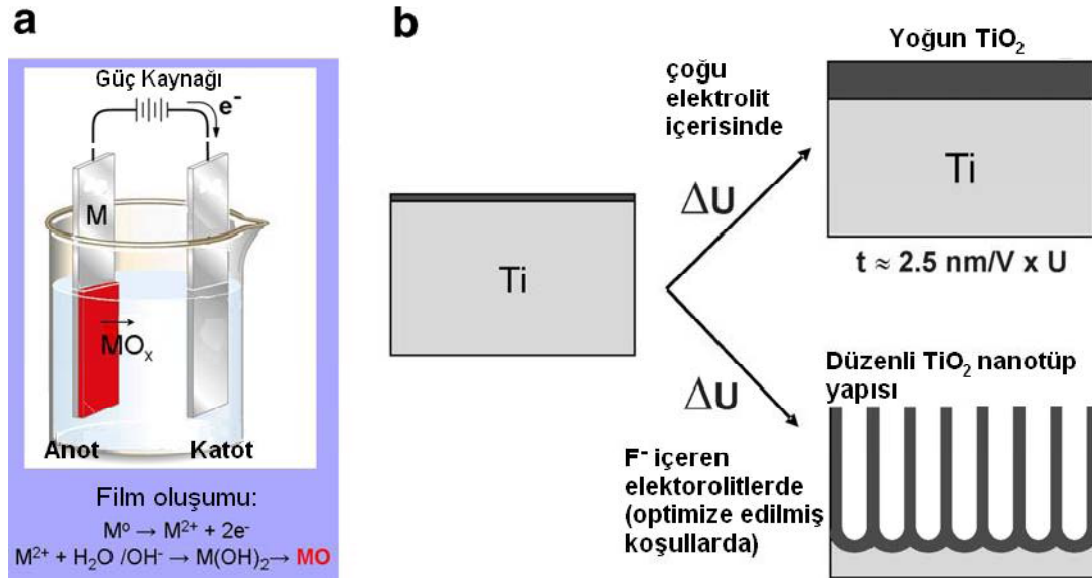 a
Güç Kaynağı
e⁻
M
MOₓ
Anot
Katot
Film oluşumu:
Mº → M²⁺ + 2e⁻
M²⁺ + H₂O /OH⁻ → M(OH)₂→ MO
b
Ti
çoğu
elektrolit
içerisinde
ΔU
Yoğun TiO₂
Ti
t ≈ 2.5 nm/V x U
ΔU
F⁻ içeren
elektorolitlerde
(optimize edilmiş
koşullarda)
Düzenli TiO₂ nanotüp
yapısı